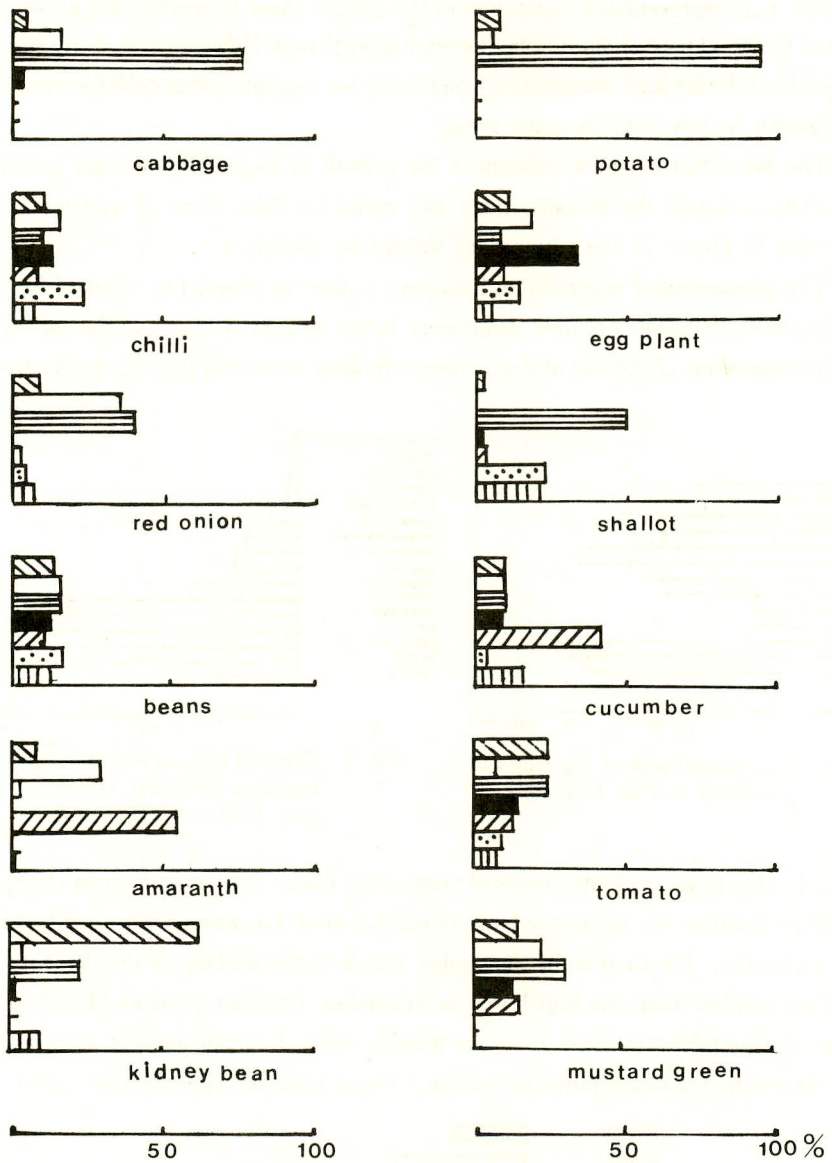 cabbage potato
chilli egg plant
red onion shallot
beans cucumber
amaranth tomato
kidney bean mustard green
50 100 50 100 %